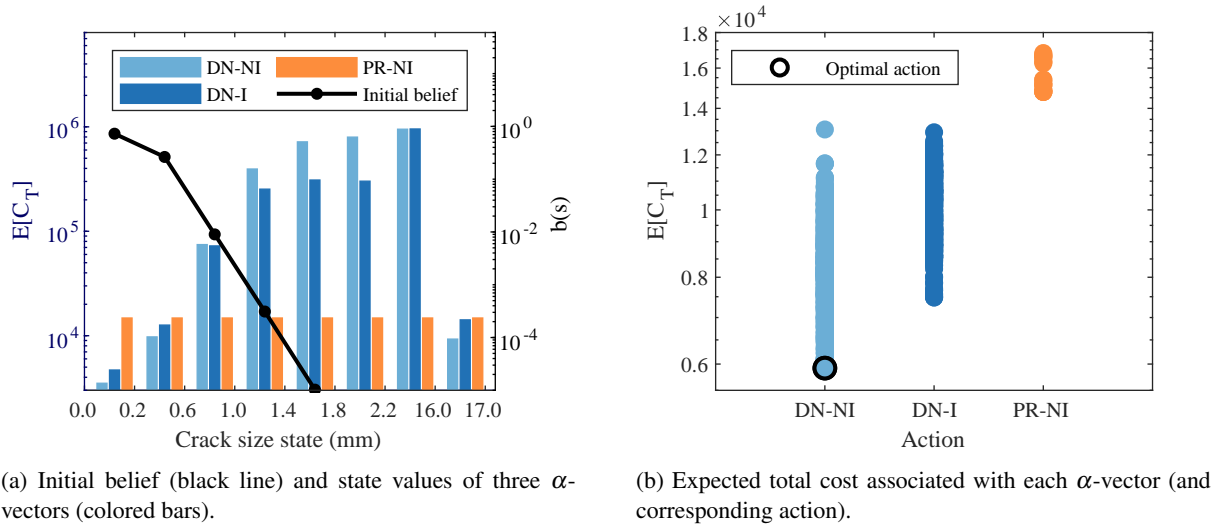 DN-NI
PR-NI
DN-I
Initial belief
10^6
10^5
10^4
E[C_T]
10^0
10^-2
10^-4
b(s)
0.0 0.2 0.6 1.0 1.4 1.8 2.2 16.0 17.0
Crack size state (mm)
(a) Initial belief (black line) and state values of three α-
vectors (colored bars).
×10^4
Optimal action
1.8
1.6
1.4
1.2
1
0.8
0.6
E[C_T]
DN-NI DN-I PR-NI
Action
(b) Expected total cost associated with each α-vector (and
corresponding action).